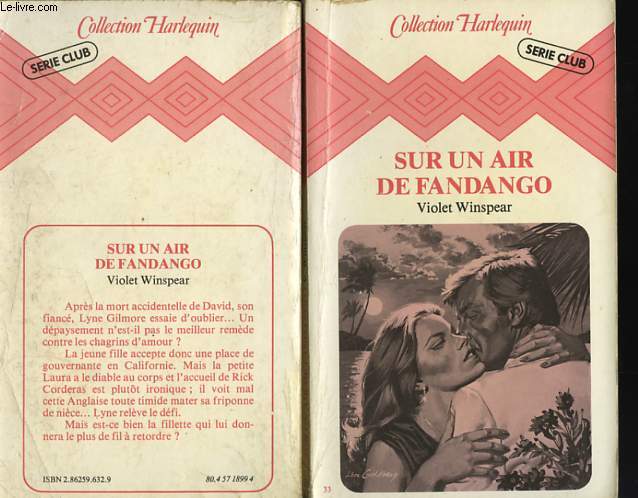 Le-livre.com
Collection Harlequin
SERIE CLUB
SUR UN AIR
DE FANDANGO
Violet Winspear
Après la mort accidentelle de David, son
fiancé, Lyne Gilmore essaie d'oublier... Un
dépaysement n'est-il pas le meilleur remède
contre les chagrins d'amour ?
La jeune fille accepte donc une place de
gouvernante en Californie. Mais la petite
Laura a le diable au corps et l'accueil de Rick
Corderas est plutôt ironique ; il voit mal
cette Anglaise toute timide mater sa friponne
de nièce... Lyne relève le défi.
Mais est-ce bien la fillette qui lui don-
nera le plus de fil à retordre ?
ISBN 2.86259.632.9
80.4 57 1899 4
Collection Harlequin
SERIE CLUB
SUR UN AIR
DE FANDANGO
Violet Winspear
33